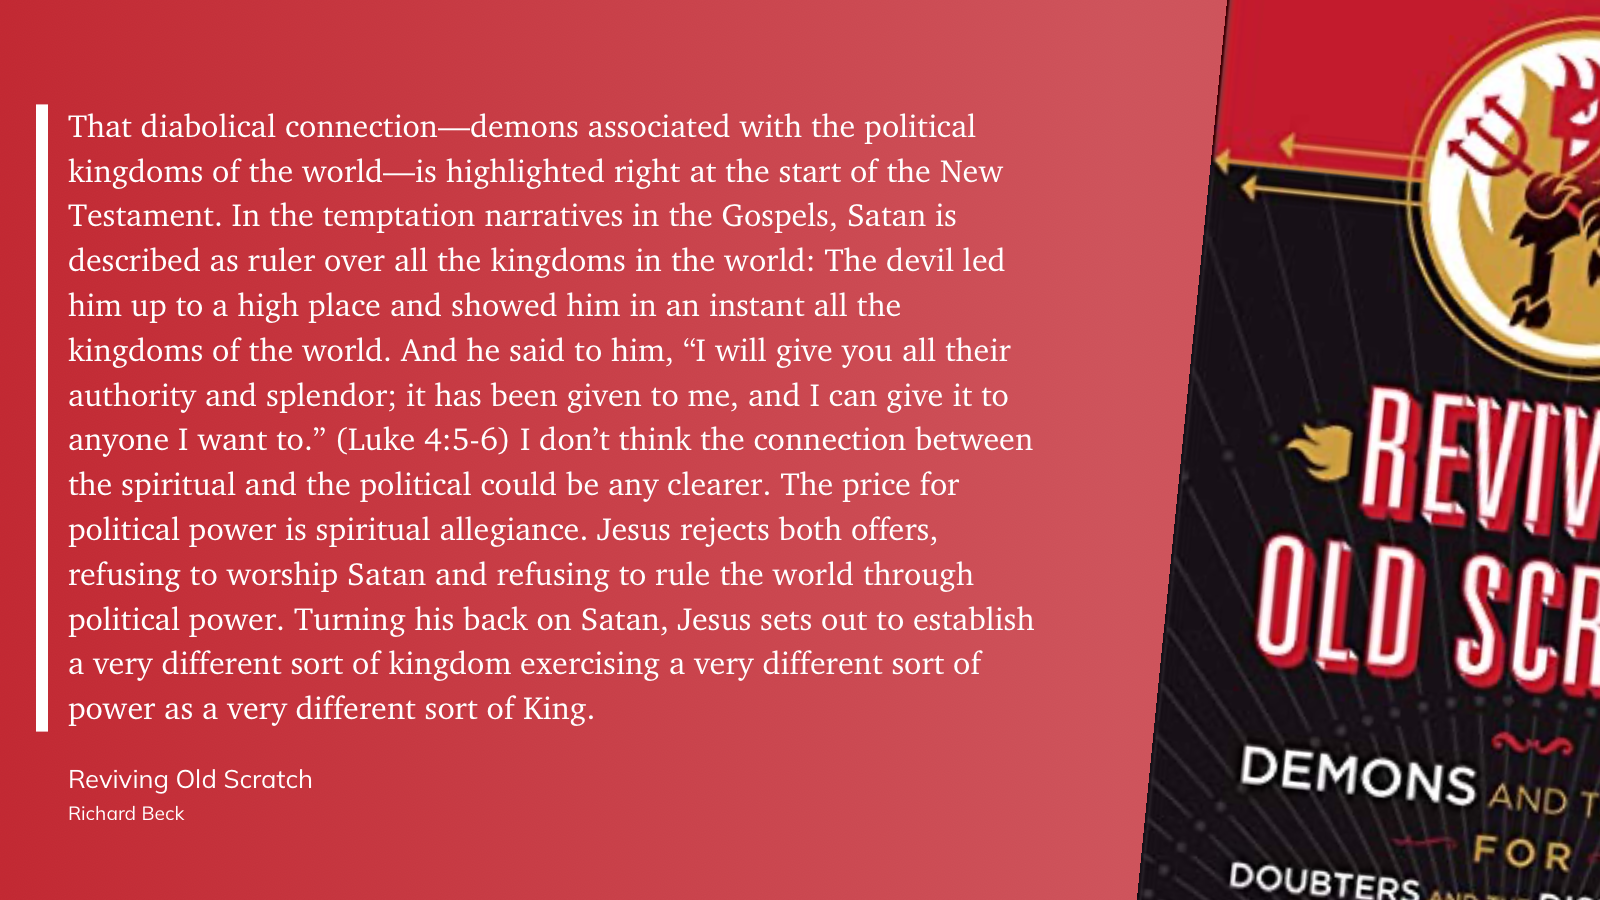 That diabolical connection—demons associated with the political
kingdoms of the world—is highlighted right at the start of the New
Testament. In the temptation narratives in the Gospels, Satan is
described as ruler over all the kingdoms in the world: The devil led
him up to a high place and showed him in an instant all the
kingdoms of the world. And he said to him, “I will give you all their
authority and splendor; it has been given to me, and I can give it to
anyone I want to.” (Luke 4:5-6) I don’t think the connection between
the spiritual and the political could be any clearer. The price for
political power is spiritual allegiance. Jesus rejects both offers,
refusing to worship Satan and refusing to rule the world through
political power. Turning his back on Satan, Jesus sets out to establish
a very different sort of kingdom exercising a very different sort of
power as a very different sort of King.
Reviving Old Scratch
Richard Beck
REVIV
OLD SCR
DEMONS AND T
FOR
DOUBTERS